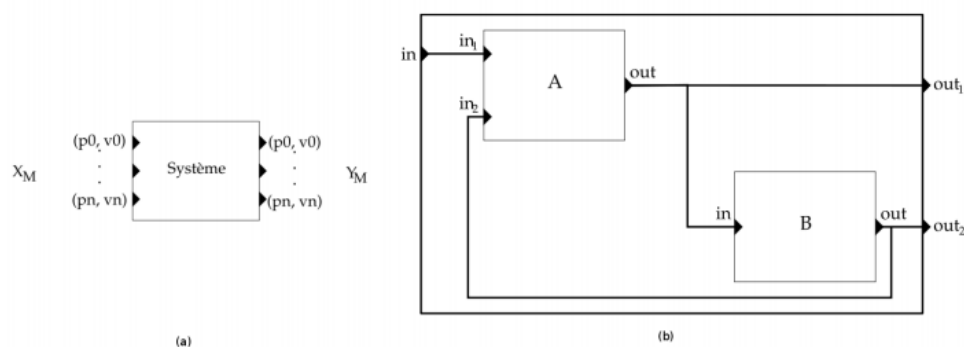 (p0, v0)
.
.
.
(pn, vn)
X_M
Système
(p0, v0)
.
.
.
(pn, vn)
Y_M
(a)
in
in₁
in₂
A
out
out₁
in
B
out
out₂
(b)